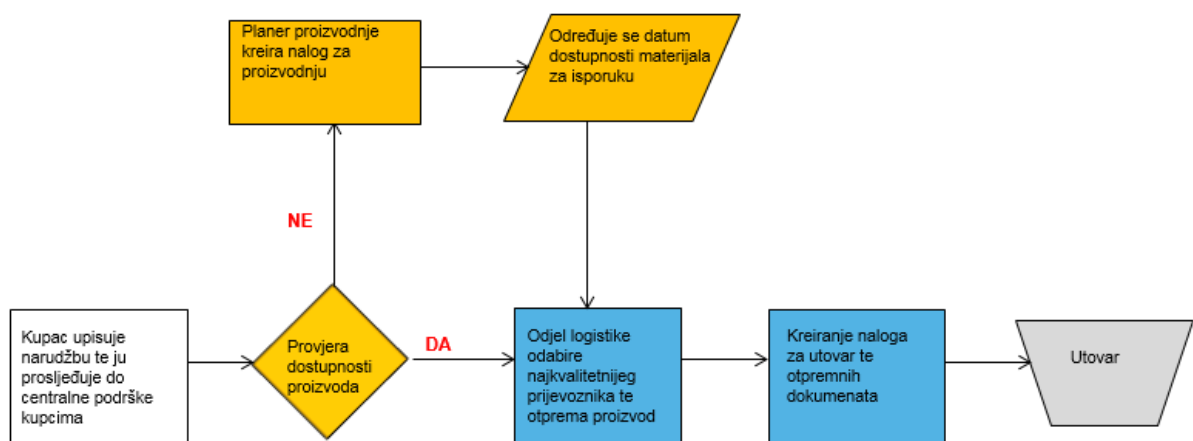 Planer proizvodnje
kreira nalog za
proizvodnju
Određuje se datum
dostupnosti materijala
za isporuku
NE
Kupac upisuje
narudžbu te ju
prosljeđuje do
centralne podrške
kupcima
Provjera
dostupnosti
proizvoda
DA
Odjel logistike
odabire
najkvalitetnijeg
prijevoznika te
otprema proizvod
Kreiranje naloga
za utovar te
otpremnih
dokumenata
Utovar